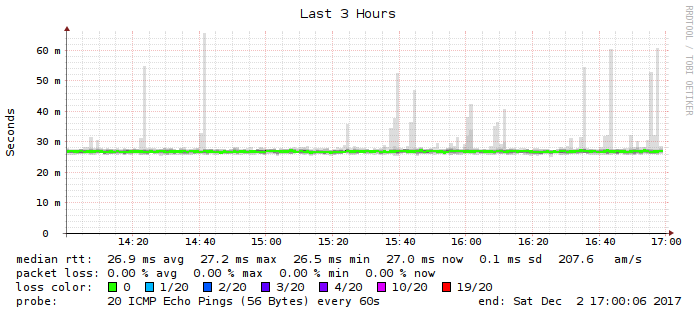 Last 3 Hours
RRDTOOL / TOBI OETIKER
Seconds
60 m
50 m
40 m
30 m
20 m
10 m
0
14:20 14:40 15:00 15:20 15:40 16:00 16:20 16:40 17:00
median rtt: 26.9 ms avg 27.2 ms max 26.5 ms min 27.0 ms now 0.1 ms sd 207.6 am/s
packet loss: 0.00 % avg 0.00 % max 0.00 % min 0.00 % now
loss color: 0 1/20 2/20 3/20 4/20 10/20 19/20
probe: 20 ICMP Echo Pings (56 Bytes) every 60s end: Sat Dec 2 17:00:06 2017